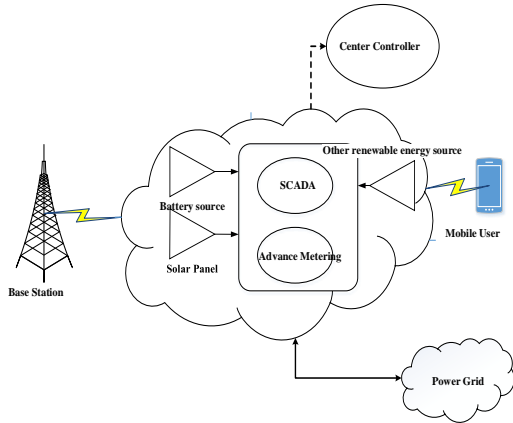 Center Controller
Other renewable energy source
SCADA
Battery source
Mobile User
Advance Metering
Solar Panel
Base Station
Power Grid